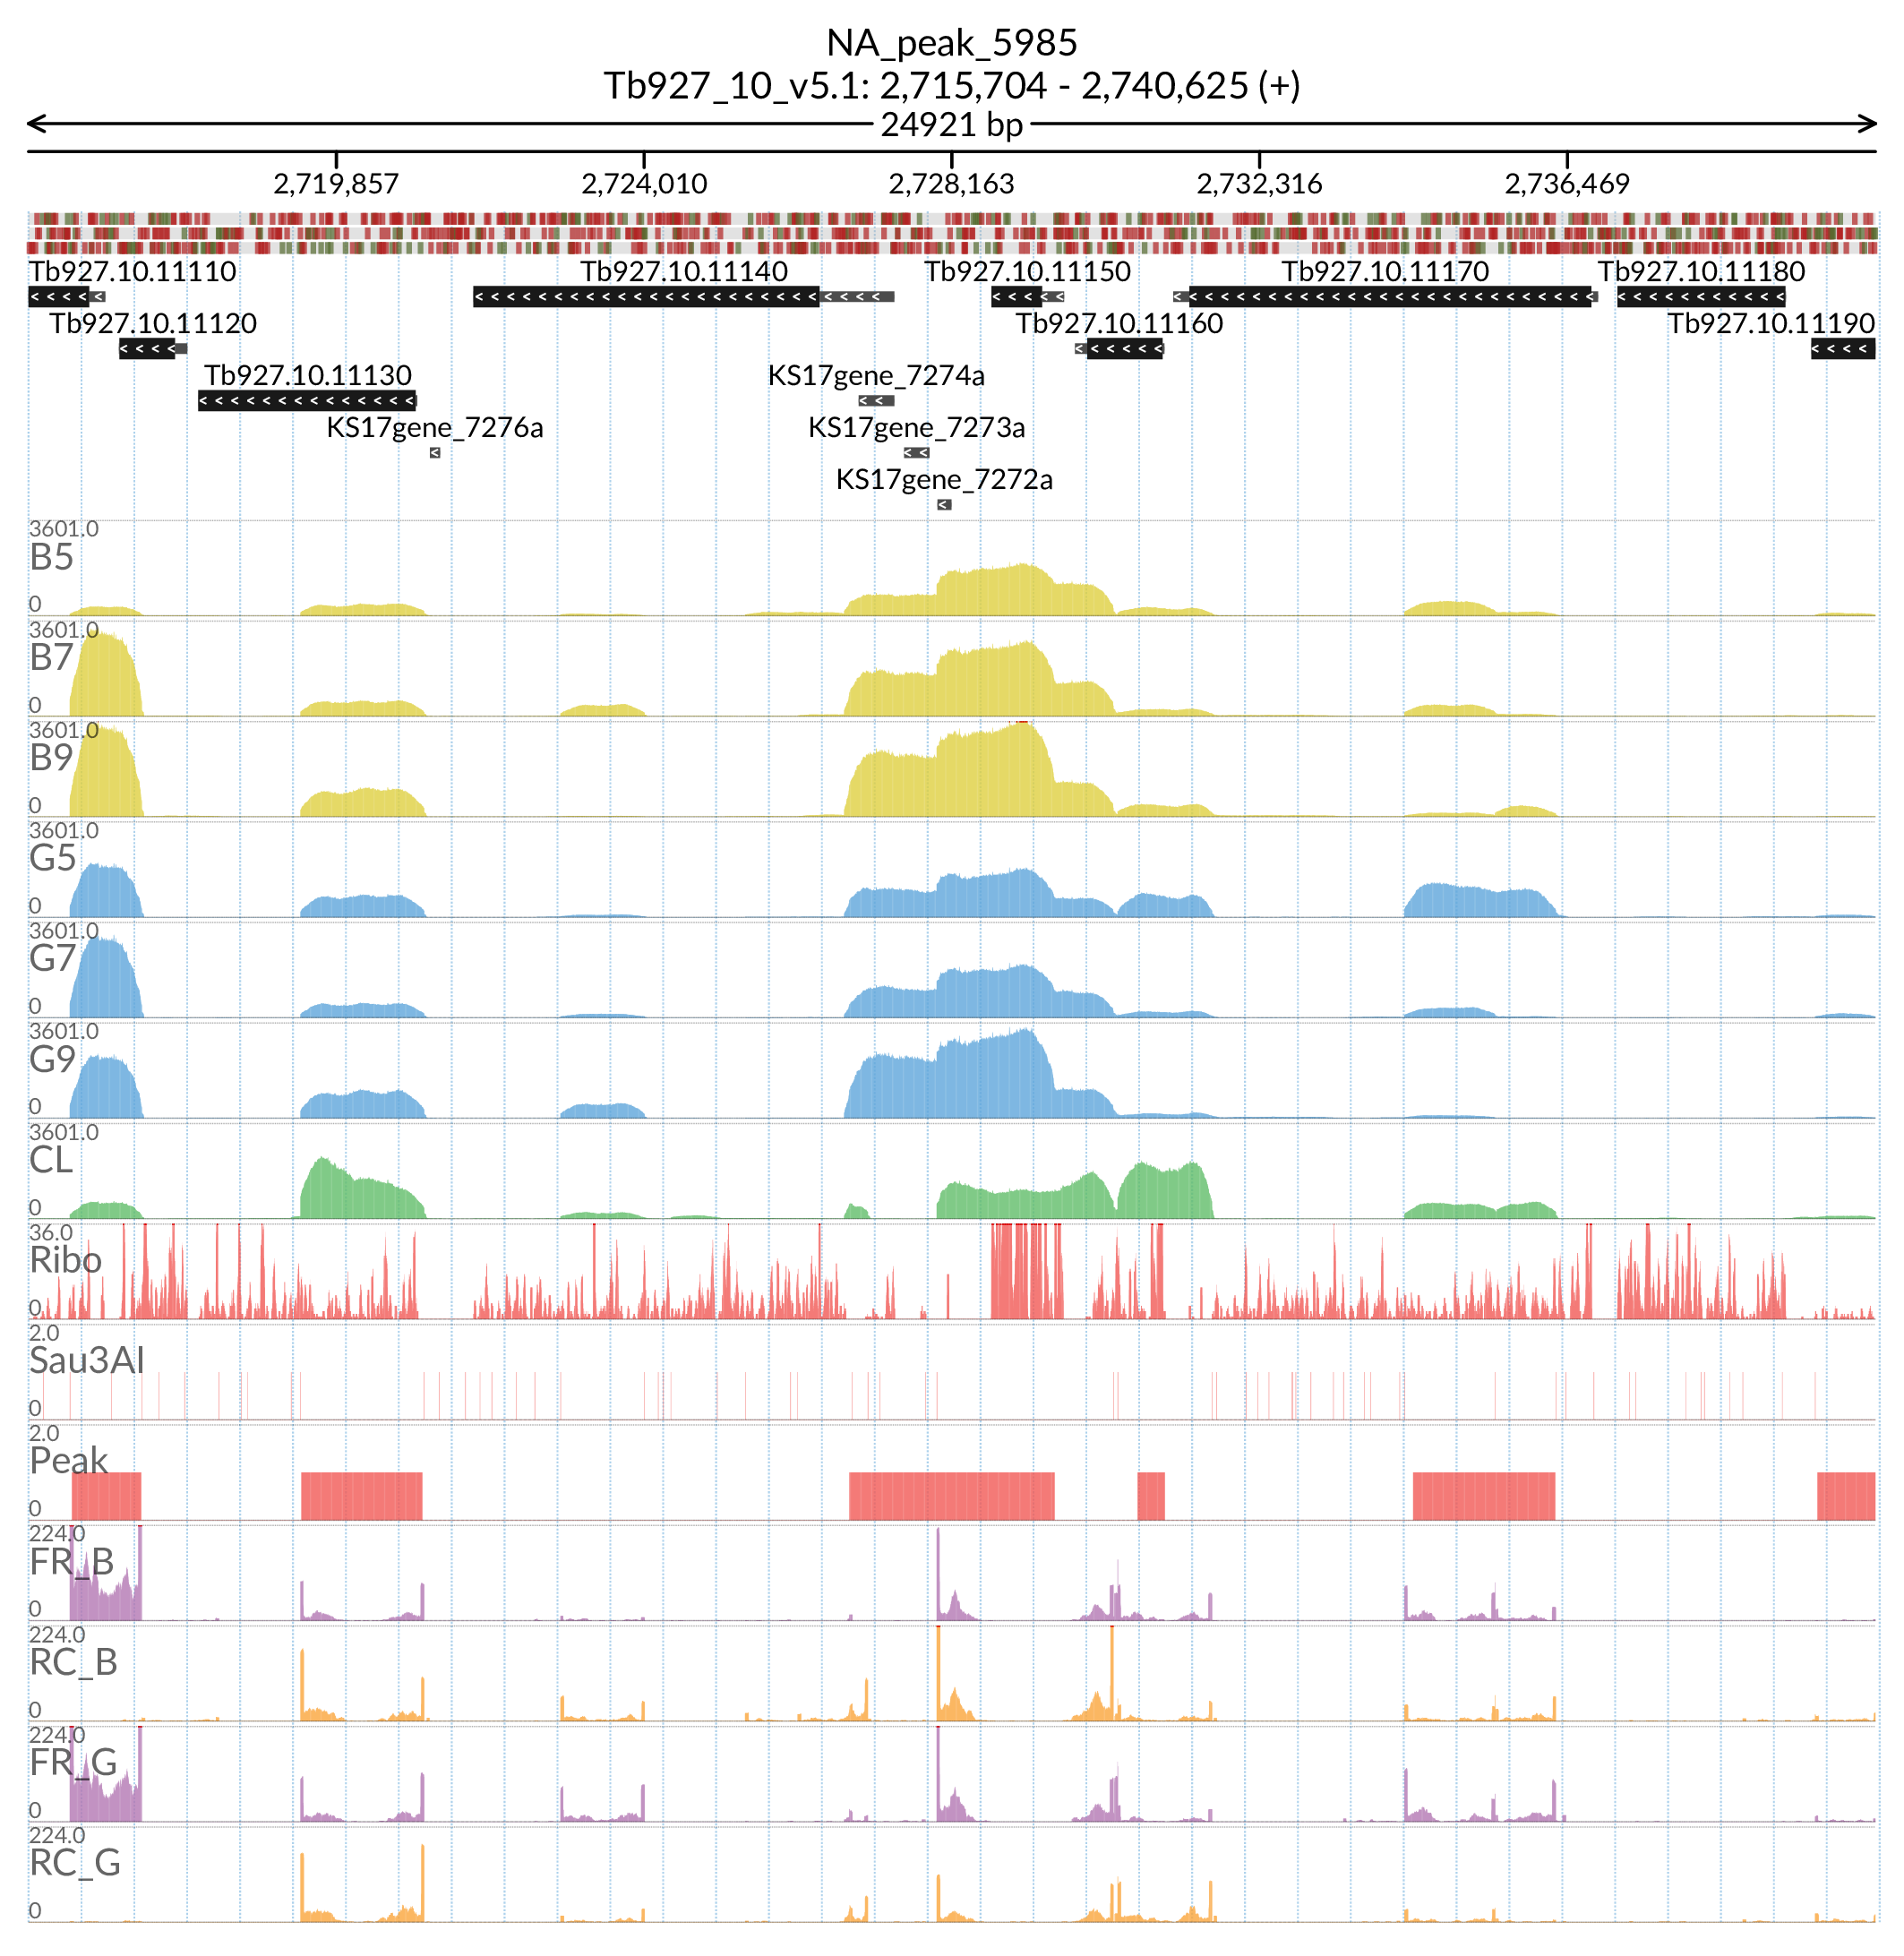 NA_peak_5985
Tb927_10_v5.1: 2,715,704 - 2,740,625 (+)
24921 bp
2,719,857 2,724,010 2,728,163 2,732,316 2,736,469
Tb927.10.11110 Tb927.10.11140 Tb927.10.11150 Tb927.10.11170 Tb927.10.11180
Tb927.10.11120 Tb927.10.11160 Tb927.10.11190
Tb927.10.11130 KS17gene_7274a
KS17gene_7276a KS17gene_7273a
KS17gene_7272a
3601.0
B5
0
3601.0
B7
0
3601.0
B9
0
3601.0
G5
0
3601.0
G7
0
3601.0
G9
0
3601.0
CL
0
36.0
Ribo
0
2.0
Sau3AI
0
2.0
Peak
0
224.0
FR_B
0
224.0
RC_B
0
224.0
FR_G
0
224.0
RC_G
0